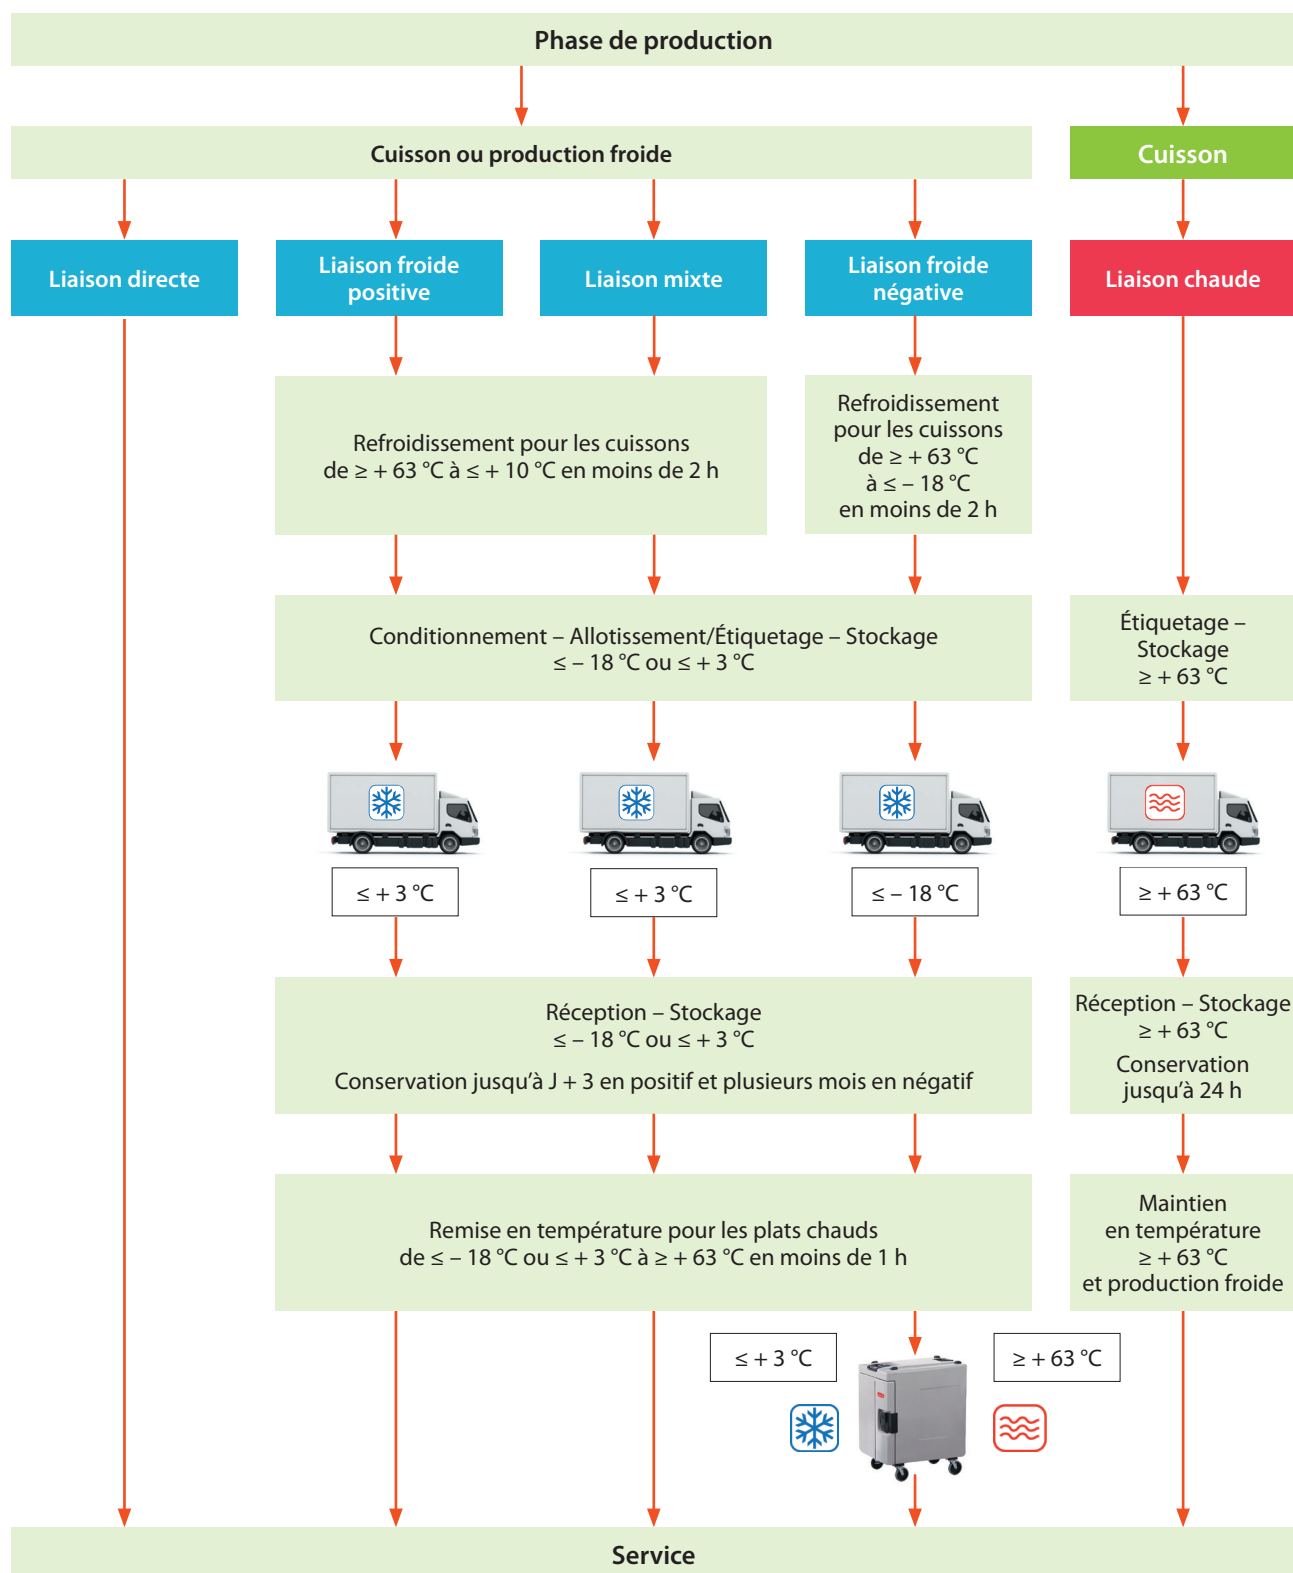 Phase de production
Cuisson ou production froide
Cuisson
Liaison directe
Liaison froide
positive
Liaison mixte
Liaison froide
négative
Liaison chaude
Refroidissement pour les cuissons
de ≥ + 63 °C à ≤ + 10 °C en moins de 2 h
Refroidissement
pour les cuissons
de ≥ + 63 °C
à ≤ – 18 °C
en moins de 2 h
Conditionnement – Allotissement/Étiquetage – Stockage
≤ – 18 °C ou ≤ + 3 °C
Étiquetage –
Stockage
≥ + 63 °C
≤ + 3 °C
≤ + 3 °C
≤ – 18 °C
≥ + 63 °C
Réception – Stockage
≤ – 18 °C ou ≤ + 3 °C
Conservation jusqu’à J + 3 en positif et plusieurs mois en négatif
Réception – Stockage
≥ + 63 °C
Conservation
jusqu’à 24 h
Remise en température pour les plats chauds
de ≤ – 18 °C ou ≤ + 3 °C à ≥ + 63 °C en moins de 1 h
Maintien
en température
≥ + 63 °C
et production froide
≤ + 3 °C
≥ + 63 °C
Service